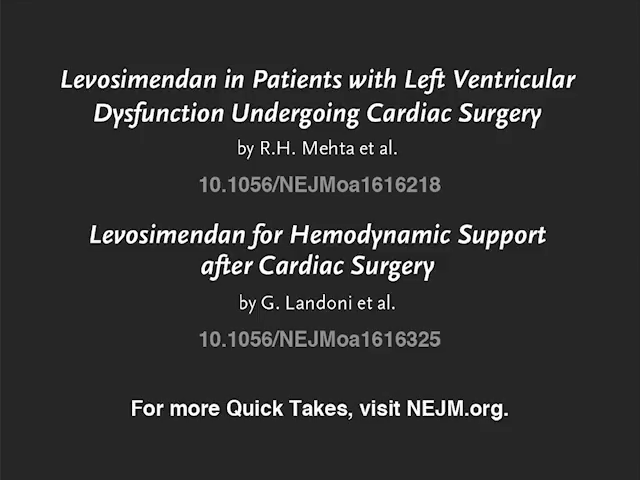 Levosimendan in Patients with Left Ventricular
Dysfunction Undergoing Cardiac Surgery
by R.H. Mehta et al.
10.1056/NEJMoa1616218
Levosimendan for Hemodynamic Support
after Cardiac Surgery
by G. Landoni et al.
10.1056/NEJMoa1616325
For more Quick Takes, visit NEJM.org.